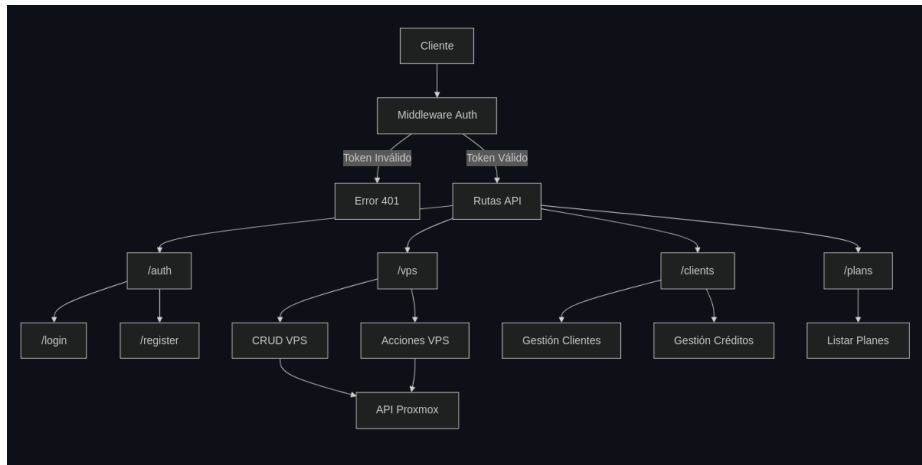 Cliente
Middleware Auth
Token Inválido
Token Válido
Error 401
Rutas API
/auth
/vps
/clients
/plans
/login
/register
CRUD VPS
Acciones VPS
Gestión Clientes
Gestión Créditos
Listar Planes
API Proxmox